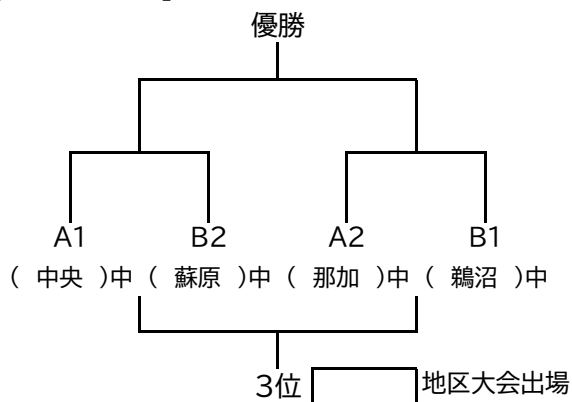 優勝
A1 B2 A2 B1
( 中央 )中 ( 蘇原 )中 ( 那加 )中 ( 鵜沼 )中
3位 地区大会出場